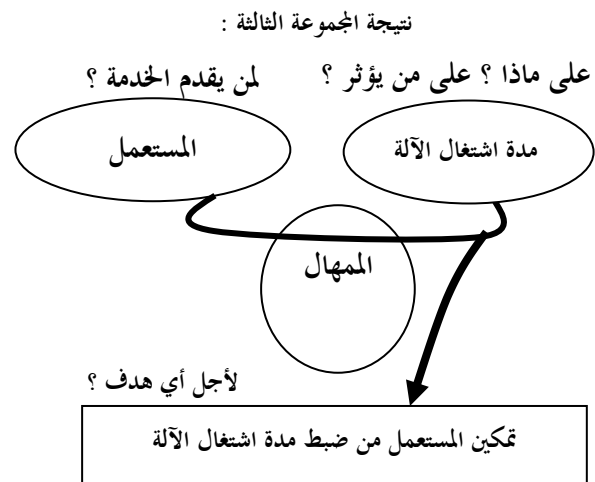 نتيجة المجموعة الثالثة :
على ماذا ؟ على من يؤثر ؟ لمن يقدم الخدمة ؟
مدة اشتغال الآلة المستعمل
الممهال
لأجل أي هدف ؟
تمكين المستعمل من ضبط مدة اشتغال الآلة